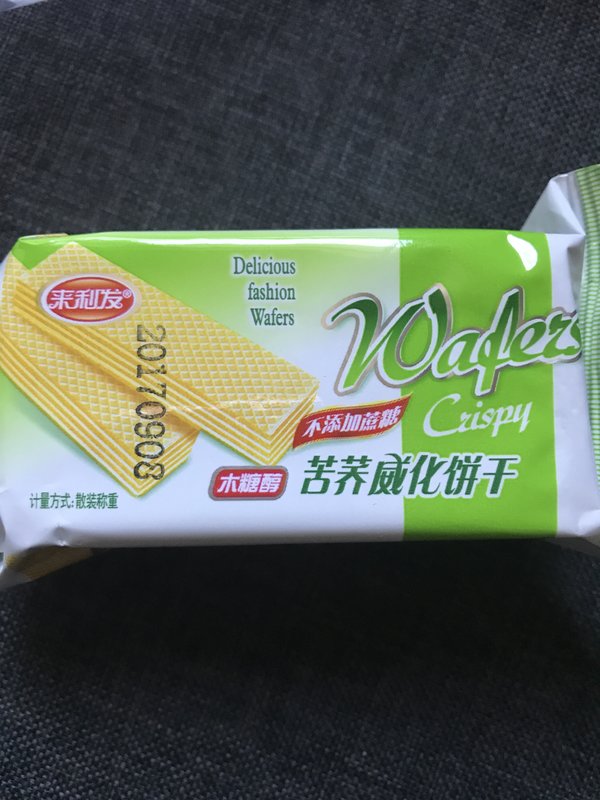 来利发®
Delicious
fashion
Wafers
Wafers
Crispy
不添加蔗糖
木糖醇
苦荞威化饼干
计量方式:散装称重
20170903